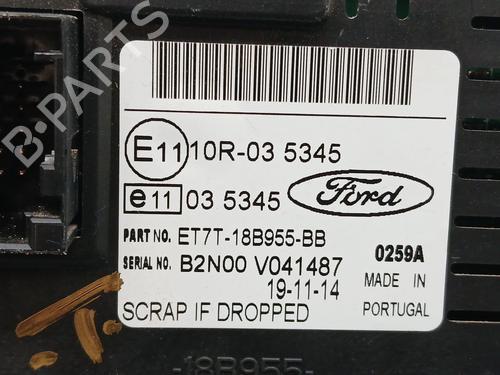 E11 10R-03 5345
e11 03 5345 Ford
PART NO. ET7T-18B955-BB 0259A
SERIAL NO. B2N00 V041487 MADE IN
19-11-14 PORTUGAL
SCRAP IF DROPPED
-18B955-
B-PARTS